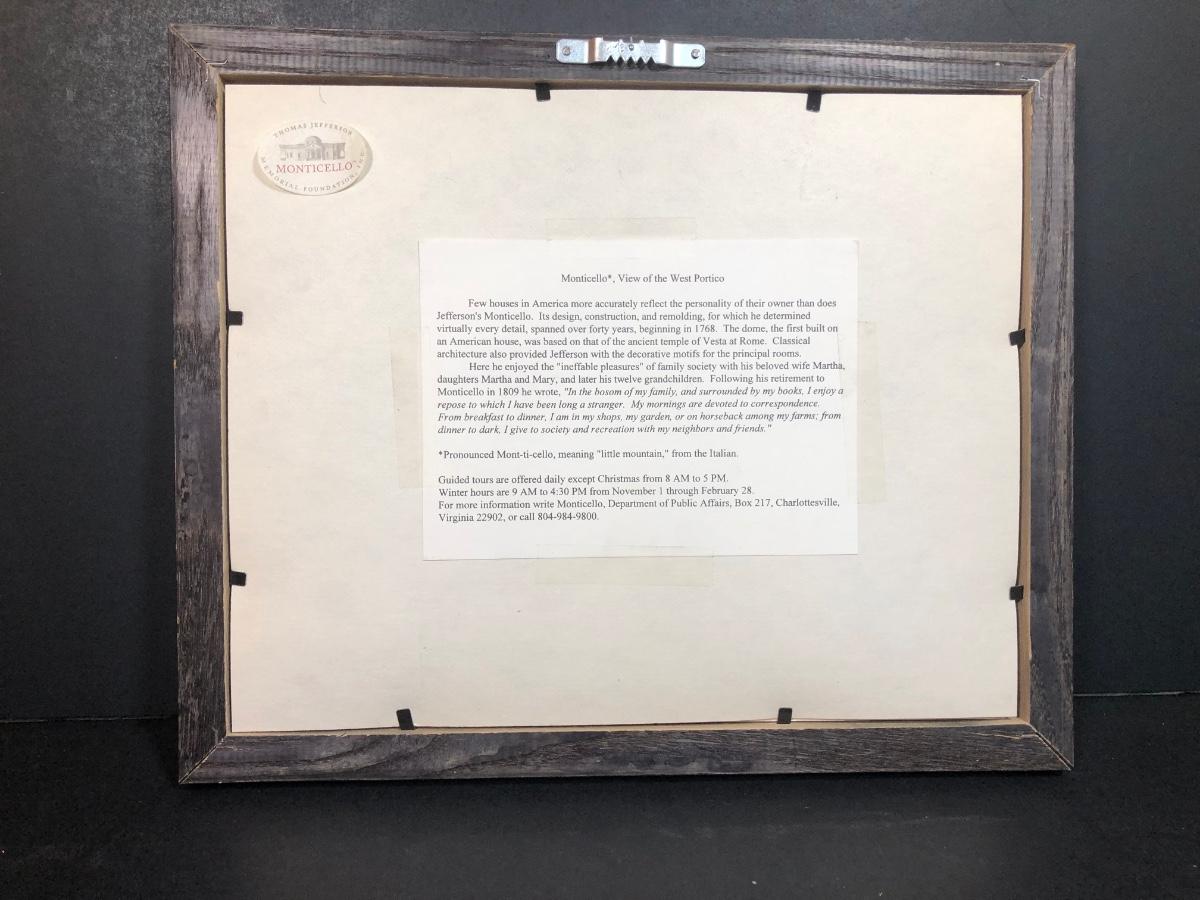 THOMAS JEFFERSON
MONTICELLO
MEMORIAL FOUNDATION, INC.
Monticello*, View of the West Portico
Few houses in America more accurately reflect the personality of their owner than does
Jefferson's Monticello. Its design, construction, and remolding, for which he determined
virtually every detail, spanned over forty years, beginning in 1768. The dome, the first built on
an American house, was based on that of the ancient temple of Vesta at Rome. Classical
architecture also provided Jefferson with the decorative motifs for the principal rooms.
Here he enjoyed the "ineffable pleasures" of family society with his beloved wife Martha,
daughters Martha and Mary, and later his twelve grandchildren. Following his retirement to
Monticello in 1809 he wrote, "In the bosom of my family, and surrounded by my books, I enjoy a
repose to which I have been long a stranger. My mornings are devoted to correspondence.
From breakfast to dinner, I am in my shops, my garden, or on horseback among my farms; from
dinner to dark, I give to society and recreation with my neighbors and friends."
*Pronounced Mont-ti-cello, meaning "little mountain," from the Italian.
Guided tours are offered daily except Christmas from 8 AM to 5 PM.
Winter hours are 9 AM to 4:30 PM from November 1 through February 28.
For more information write Monticello, Department of Public Affairs, Box 217, Charlottesville,
Virginia 22902, or call 804-984-9800.